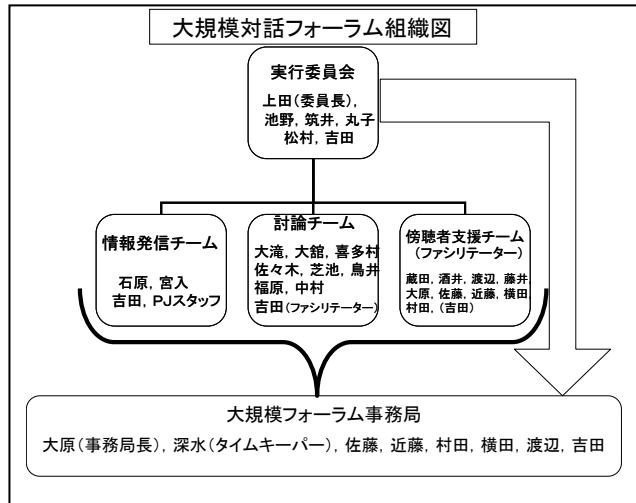 大規模対話フォーラム組織図
実行委員会
上田(委員長),
池野, 筑井, 丸子
松村, 吉田
情報発信チーム
石原, 宮入
吉田, PJスタッフ
討論チーム
大滝, 大舘, 喜多村
佐々木, 芝池, 鳥井
福原, 中村
吉田(ファシリテーター)
傍聴者支援チーム
(ファシリテーター)
蔵田, 酒井, 渡辺, 藤井,
大原, 佐藤, 近藤, 横田,
村田, (吉田)
大規模フォーラム事務局
大原(事務局長), 深水(タイムキーパー), 佐藤, 近藤, 村田, 横田, 渡辺, 吉田